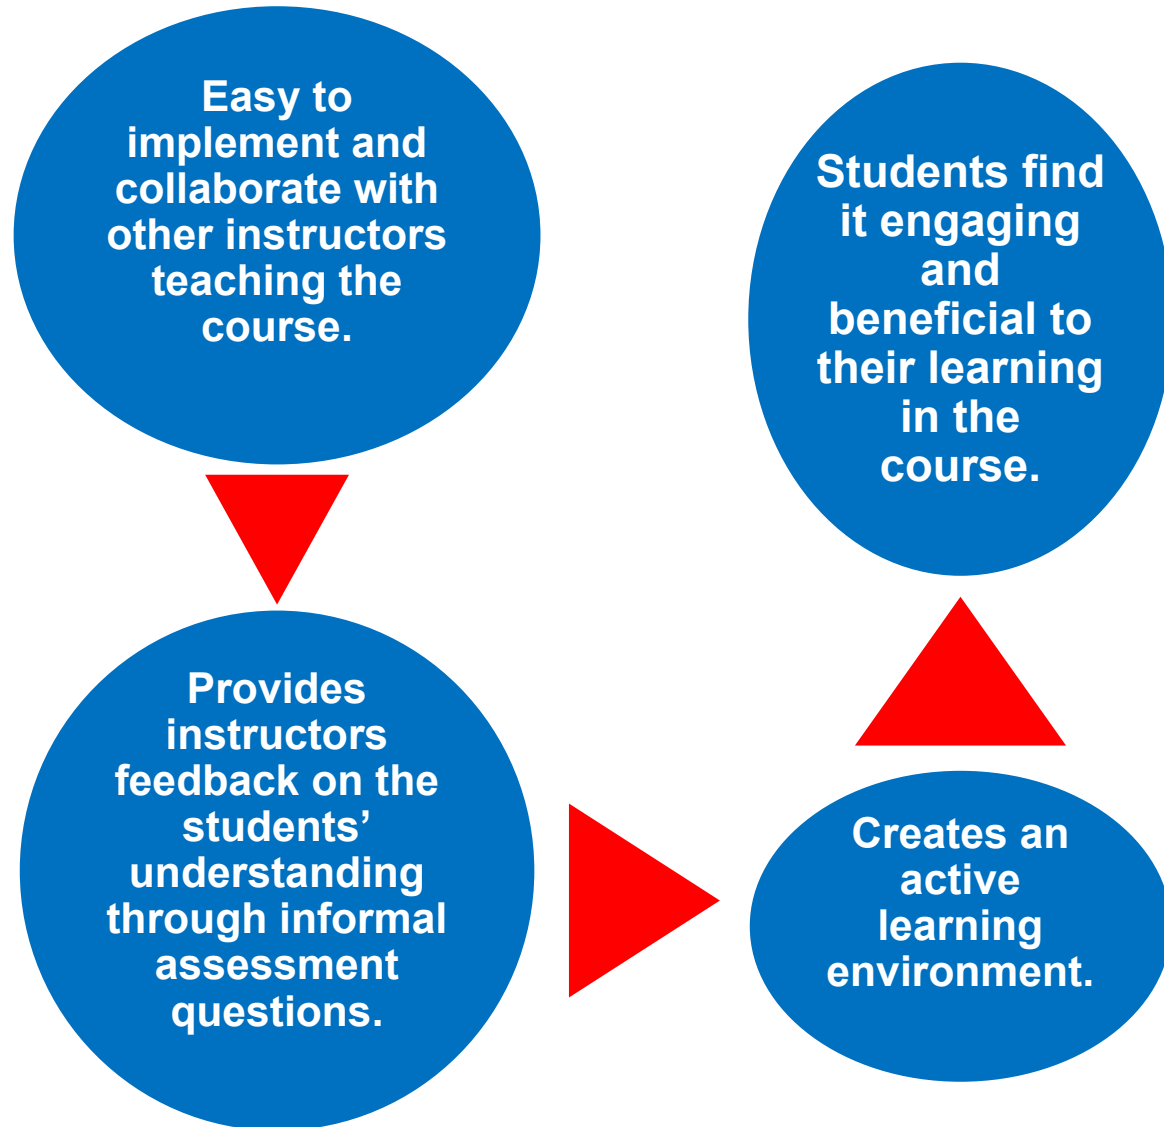 Easy to
implement and
collaborate with
other instructors
teaching the
course.
Provides
instructors
feedback on the
students’
understanding
through informal
assessment
questions.
Creates an
active
learning
environment.
Students find
it engaging
and
beneficial to
their learning
in the
course.